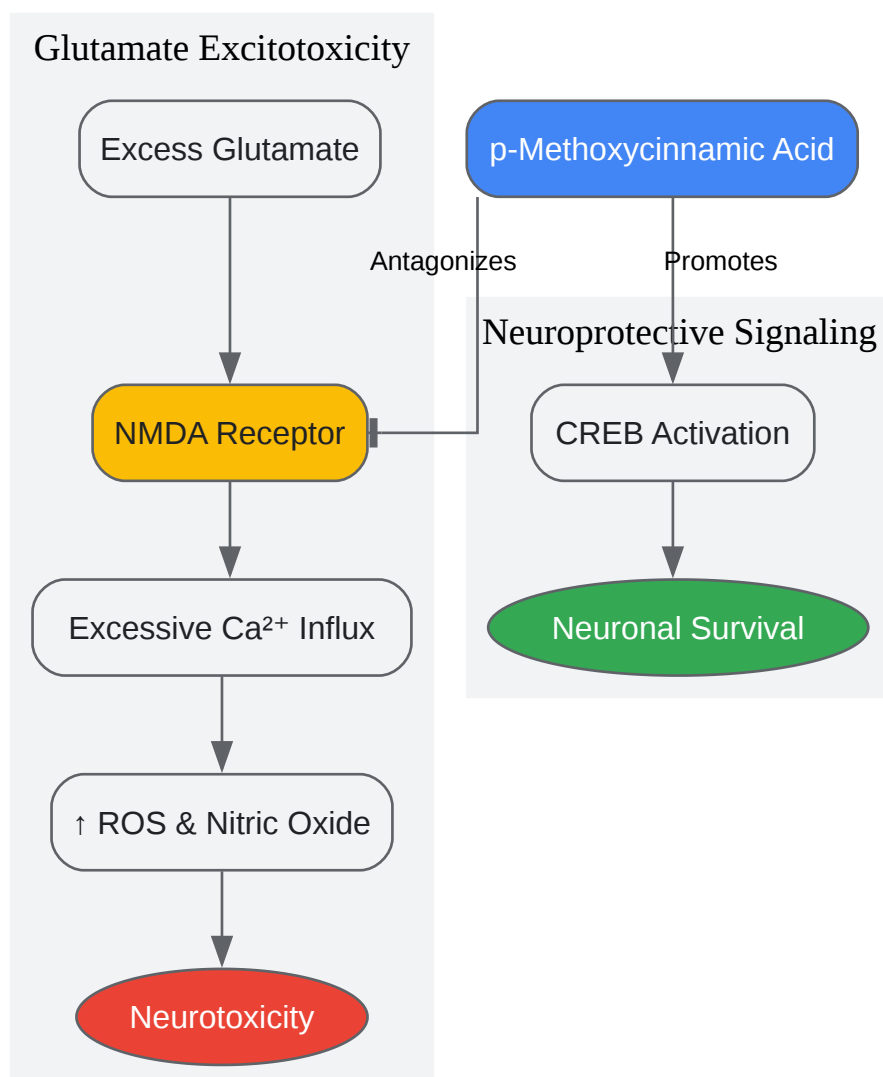 Glutamate Excitotoxicity
Excess Glutamate
p-Methoxycinnamic Acid
Antagonizes
Promotes
Neuroprotective Signaling
NMDA Receptor
CREB Activation
Excessive Ca²⁺ Influx
Neuronal Survival
↑ ROS & Nitric Oxide
Neurotoxicity